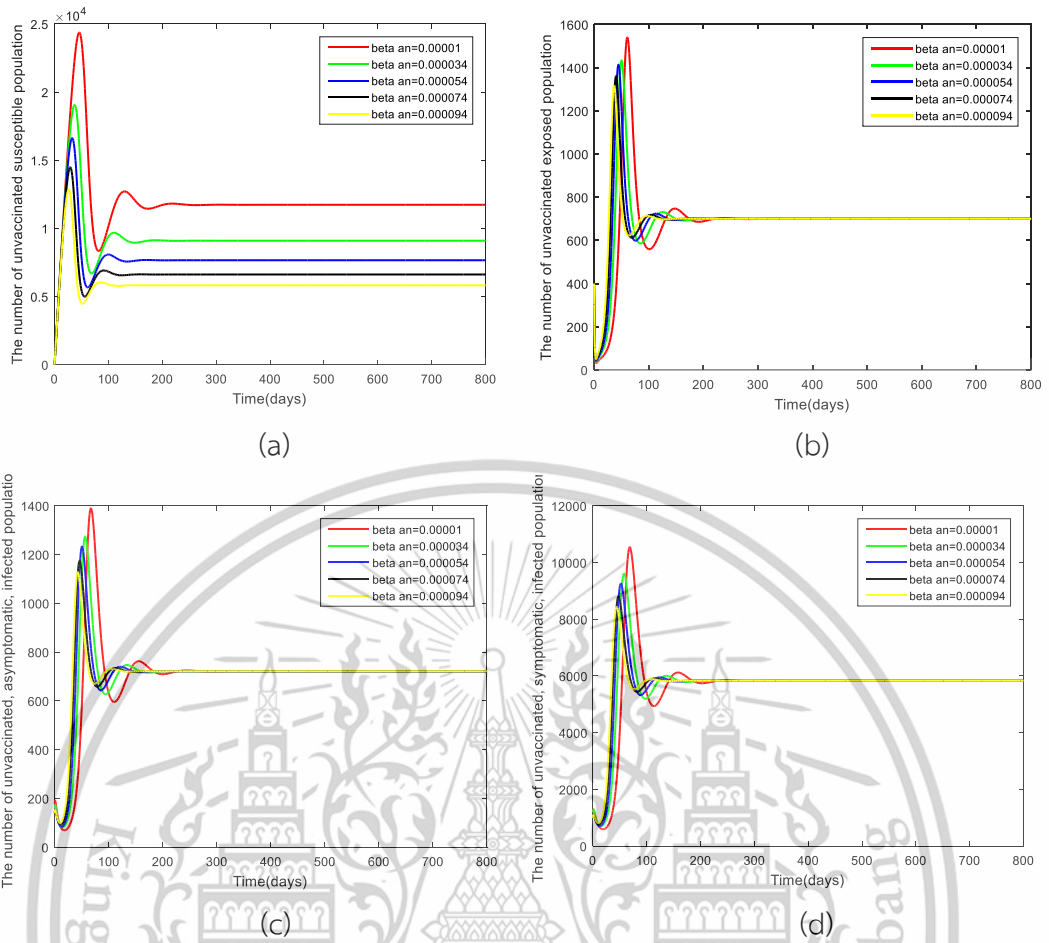 ×10⁴
2.5
2
1.5
1
0.5
0
0 100 200 300 400 500 600 700 800
Time(days)
The number of unvaccinated susceptible population
beta an=0.00001
beta an=0.000034
beta an=0.000054
beta an=0.000074
beta an=0.000094
(a)
1600
1400
1200
1000
800
600
400
200
0
0 100 200 300 400 500 600 700 800
Time(days)
The number of unvaccinated exposed population
beta an=0.00001
beta an=0.000034
beta an=0.000054
beta an=0.000074
beta an=0.000094
(b)
1400
1200
1000
800
600
400
200
0
0 100 200 300 400 500 600 700 800
Time(days)
The number of unvaccinated, asymptomatic, infected populatio
beta an=0.00001
beta an=0.000034
beta an=0.000054
beta an=0.000074
beta an=0.000094
(c)
12000
10000
8000
6000
4000
2000
0
0 100 200 300 400 500 600 700 800
Time(days)
The number of unvaccinated, symptomatic, infected population
beta an=0.00001
beta an=0.000034
beta an=0.000054
beta an=0.000074
beta an=0.000094
(d)
King
bang